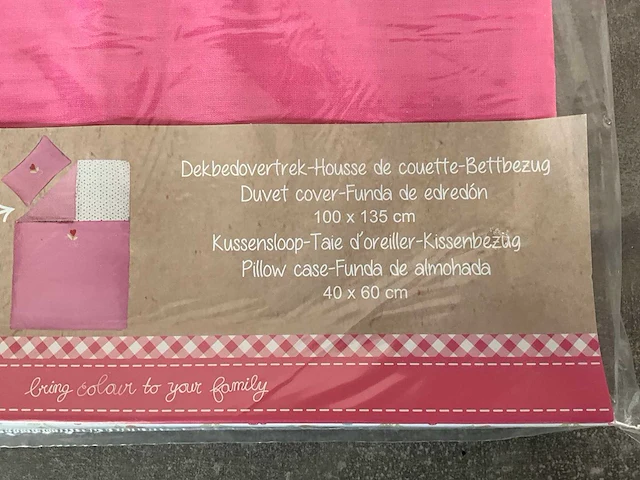 Dekbedovertrek-Housse de couette-Bettbezug
Duvet cover-Funda de edredón
100 x 135 cm
Kussensloop-Taie d'oreiller-Kissenbezug
Pillow case-Funda de almohada
40 x 60 cm
bring colour to your family